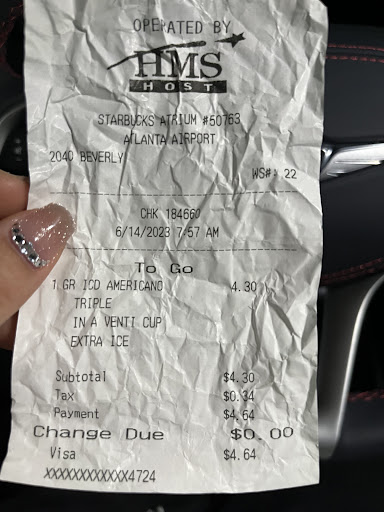 OPERATED BY
HMS
HOST
STARBUCKS ATRIUM #50763
ATLANTA AIRPORT
2040 BEVERLY
WS#: 22
CHK 184660
6/14/2023 7:57 AM
To Go
1 GR ICD AMERICANO 4.30
TRIPLE
IN A VENTI CUP
EXTRA ICE
Subtotal $4.30
Tax $0.34
Payment $4.64
Change Due $0.00
Visa $4.64
XXXXXXXXXXXX4724